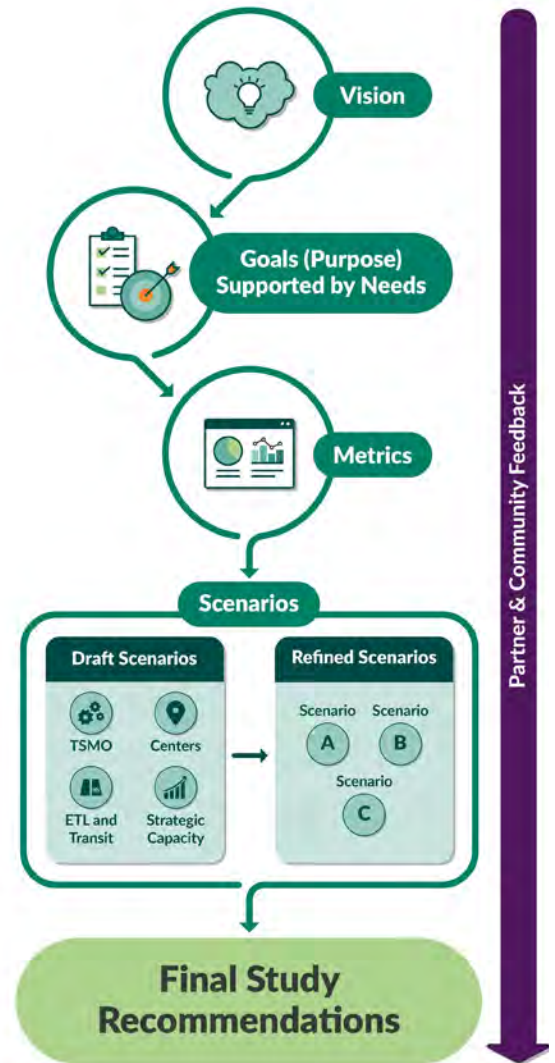 Vision
Goals (Purpose)
Supported by Needs
Metrics
Scenarios
Draft Scenarios
TSMO
Centers
ETL and
Transit
Strategic
Capacity
Refined Scenarios
Scenario
A
Scenario
B
Scenario
C
Final Study
Recommendations
Partner & Community Feedback